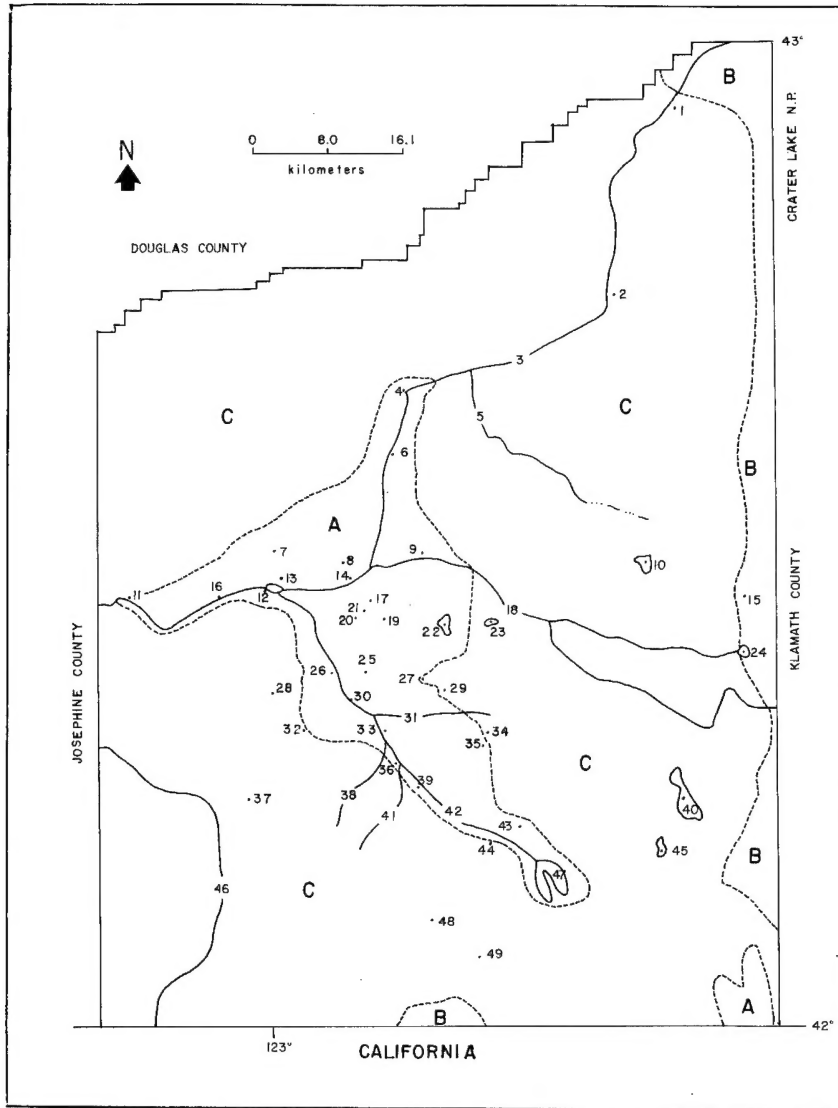 43°
B
1
CRATER LAKE N.P.
0 8.0 16.1
kilometers
N
DOUGLAS COUNTY
2
3
4
C
5
C
6
B
A
7
8
9
10
14
13
11
16
12
15
17
18
21
20
19
22
23
KLAMATH COUNTY
24
25
26
27
28
29
30
31
JOSEPHINE COUNTY
32
33
34
35
36
C
37
38
39
40
41
42
43
44
45
B
46
C
47
48
49
A
B
123°
42°
CALIFORNIA